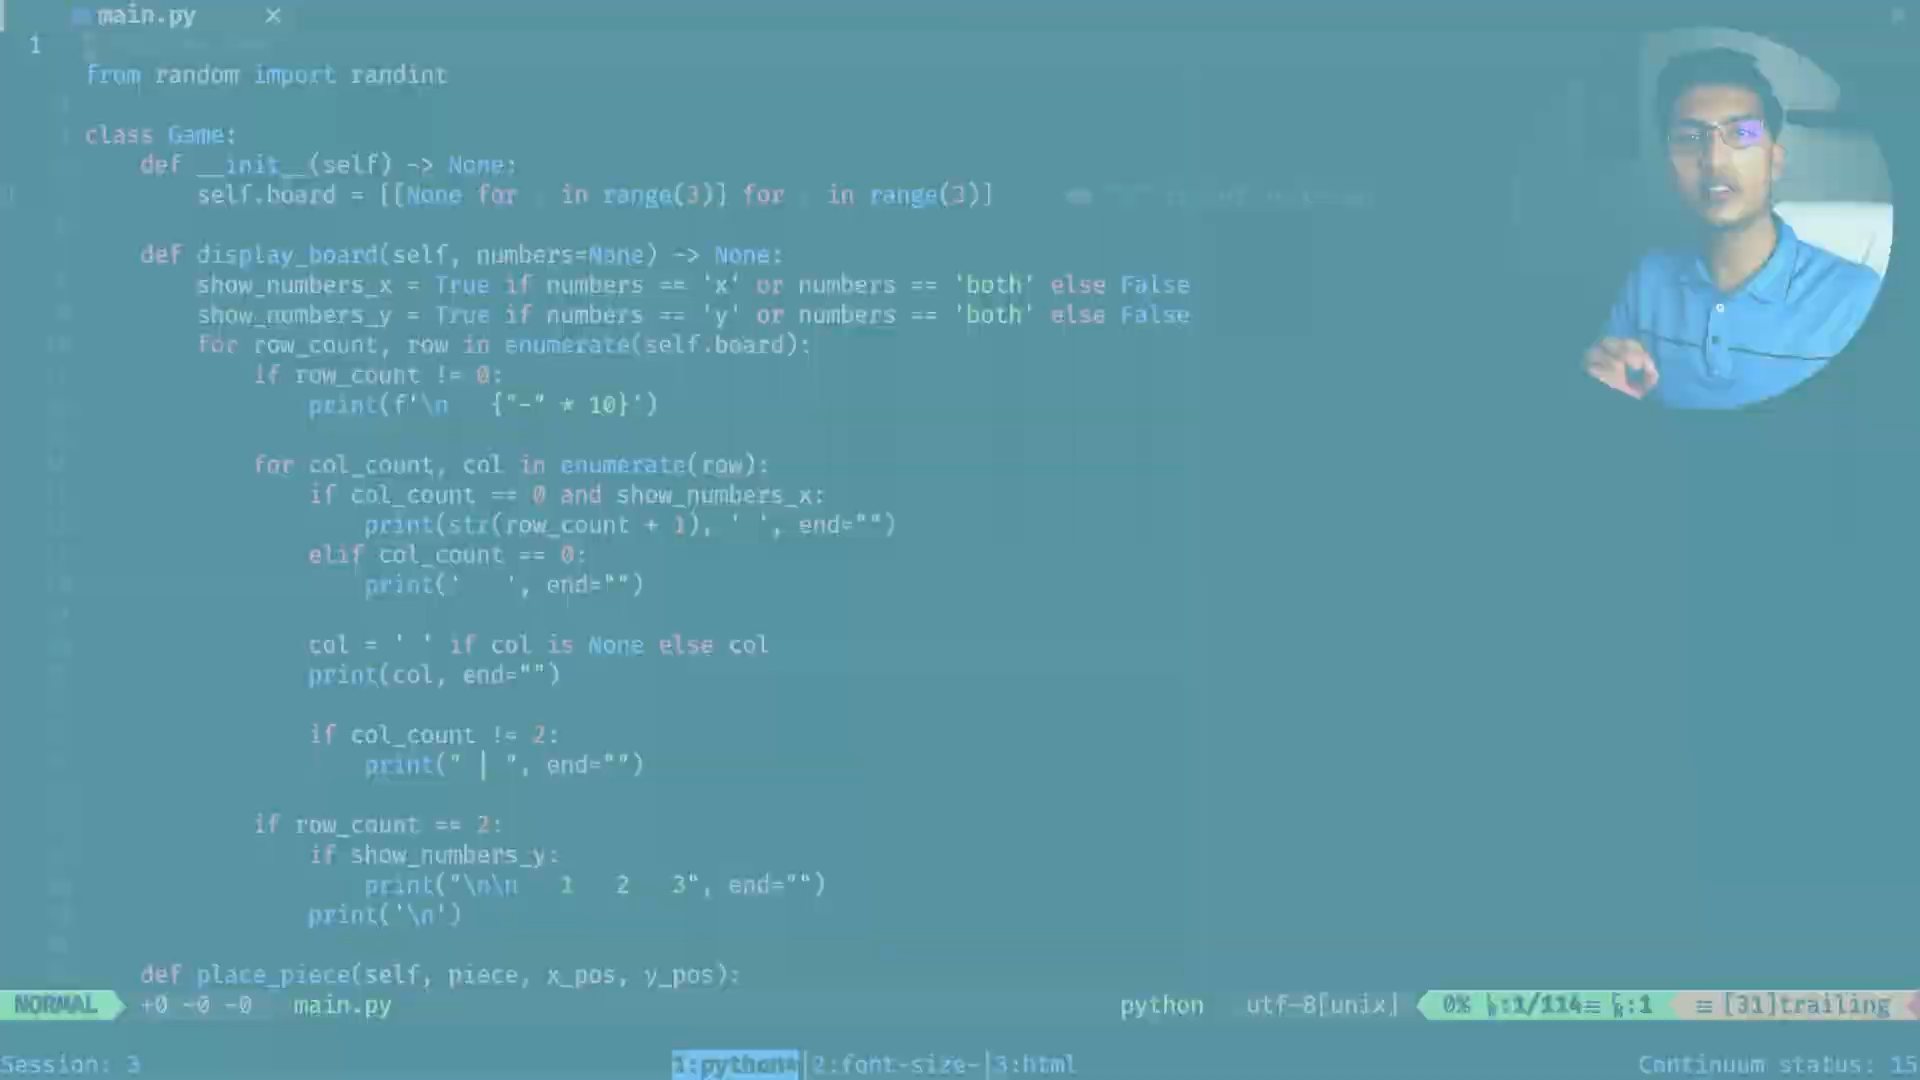 main.py ×
1
from random import randint
class Game:
    def __init__(self) -> None:
        self.board = [[None for _ in range(3)] for _ in range(3)]
    def display_board(self, numbers=None) -> None:
        show_numbers_x = True if numbers == 'x' or numbers == 'both' else False
        show_numbers_y = True if numbers == 'y' or numbers == 'both' else False
        for row_count, row in enumerate(self.board):
            if row_count != 0:
                print(f'\n   {"-" * 10}')
            for col_count, col in enumerate(row):
                if col_count == 0 and show_numbers_x:
                    print(str(row_count + 1), ' ', end="")
                elif col_count == 0:
                    print('   ', end="")
                col = ' ' if col is None else col
                print(col, end="")
                if col_count != 2:
                    print(" | ", end="")
            if row_count == 2:
                if show_numbers_y:
                    print("\n\n   1   2   3", end="")
                print('\n')
    def place_piece(self, piece, x_pos, y_pos):
NORMAL +0 ~0 -0 main.py python utf-8[unix] 0% ㏑:1/114≡ ℅:1 ≡ [31]trailing
Session: 3 1:python* 2:font-size- 3:html Continuum status: 15